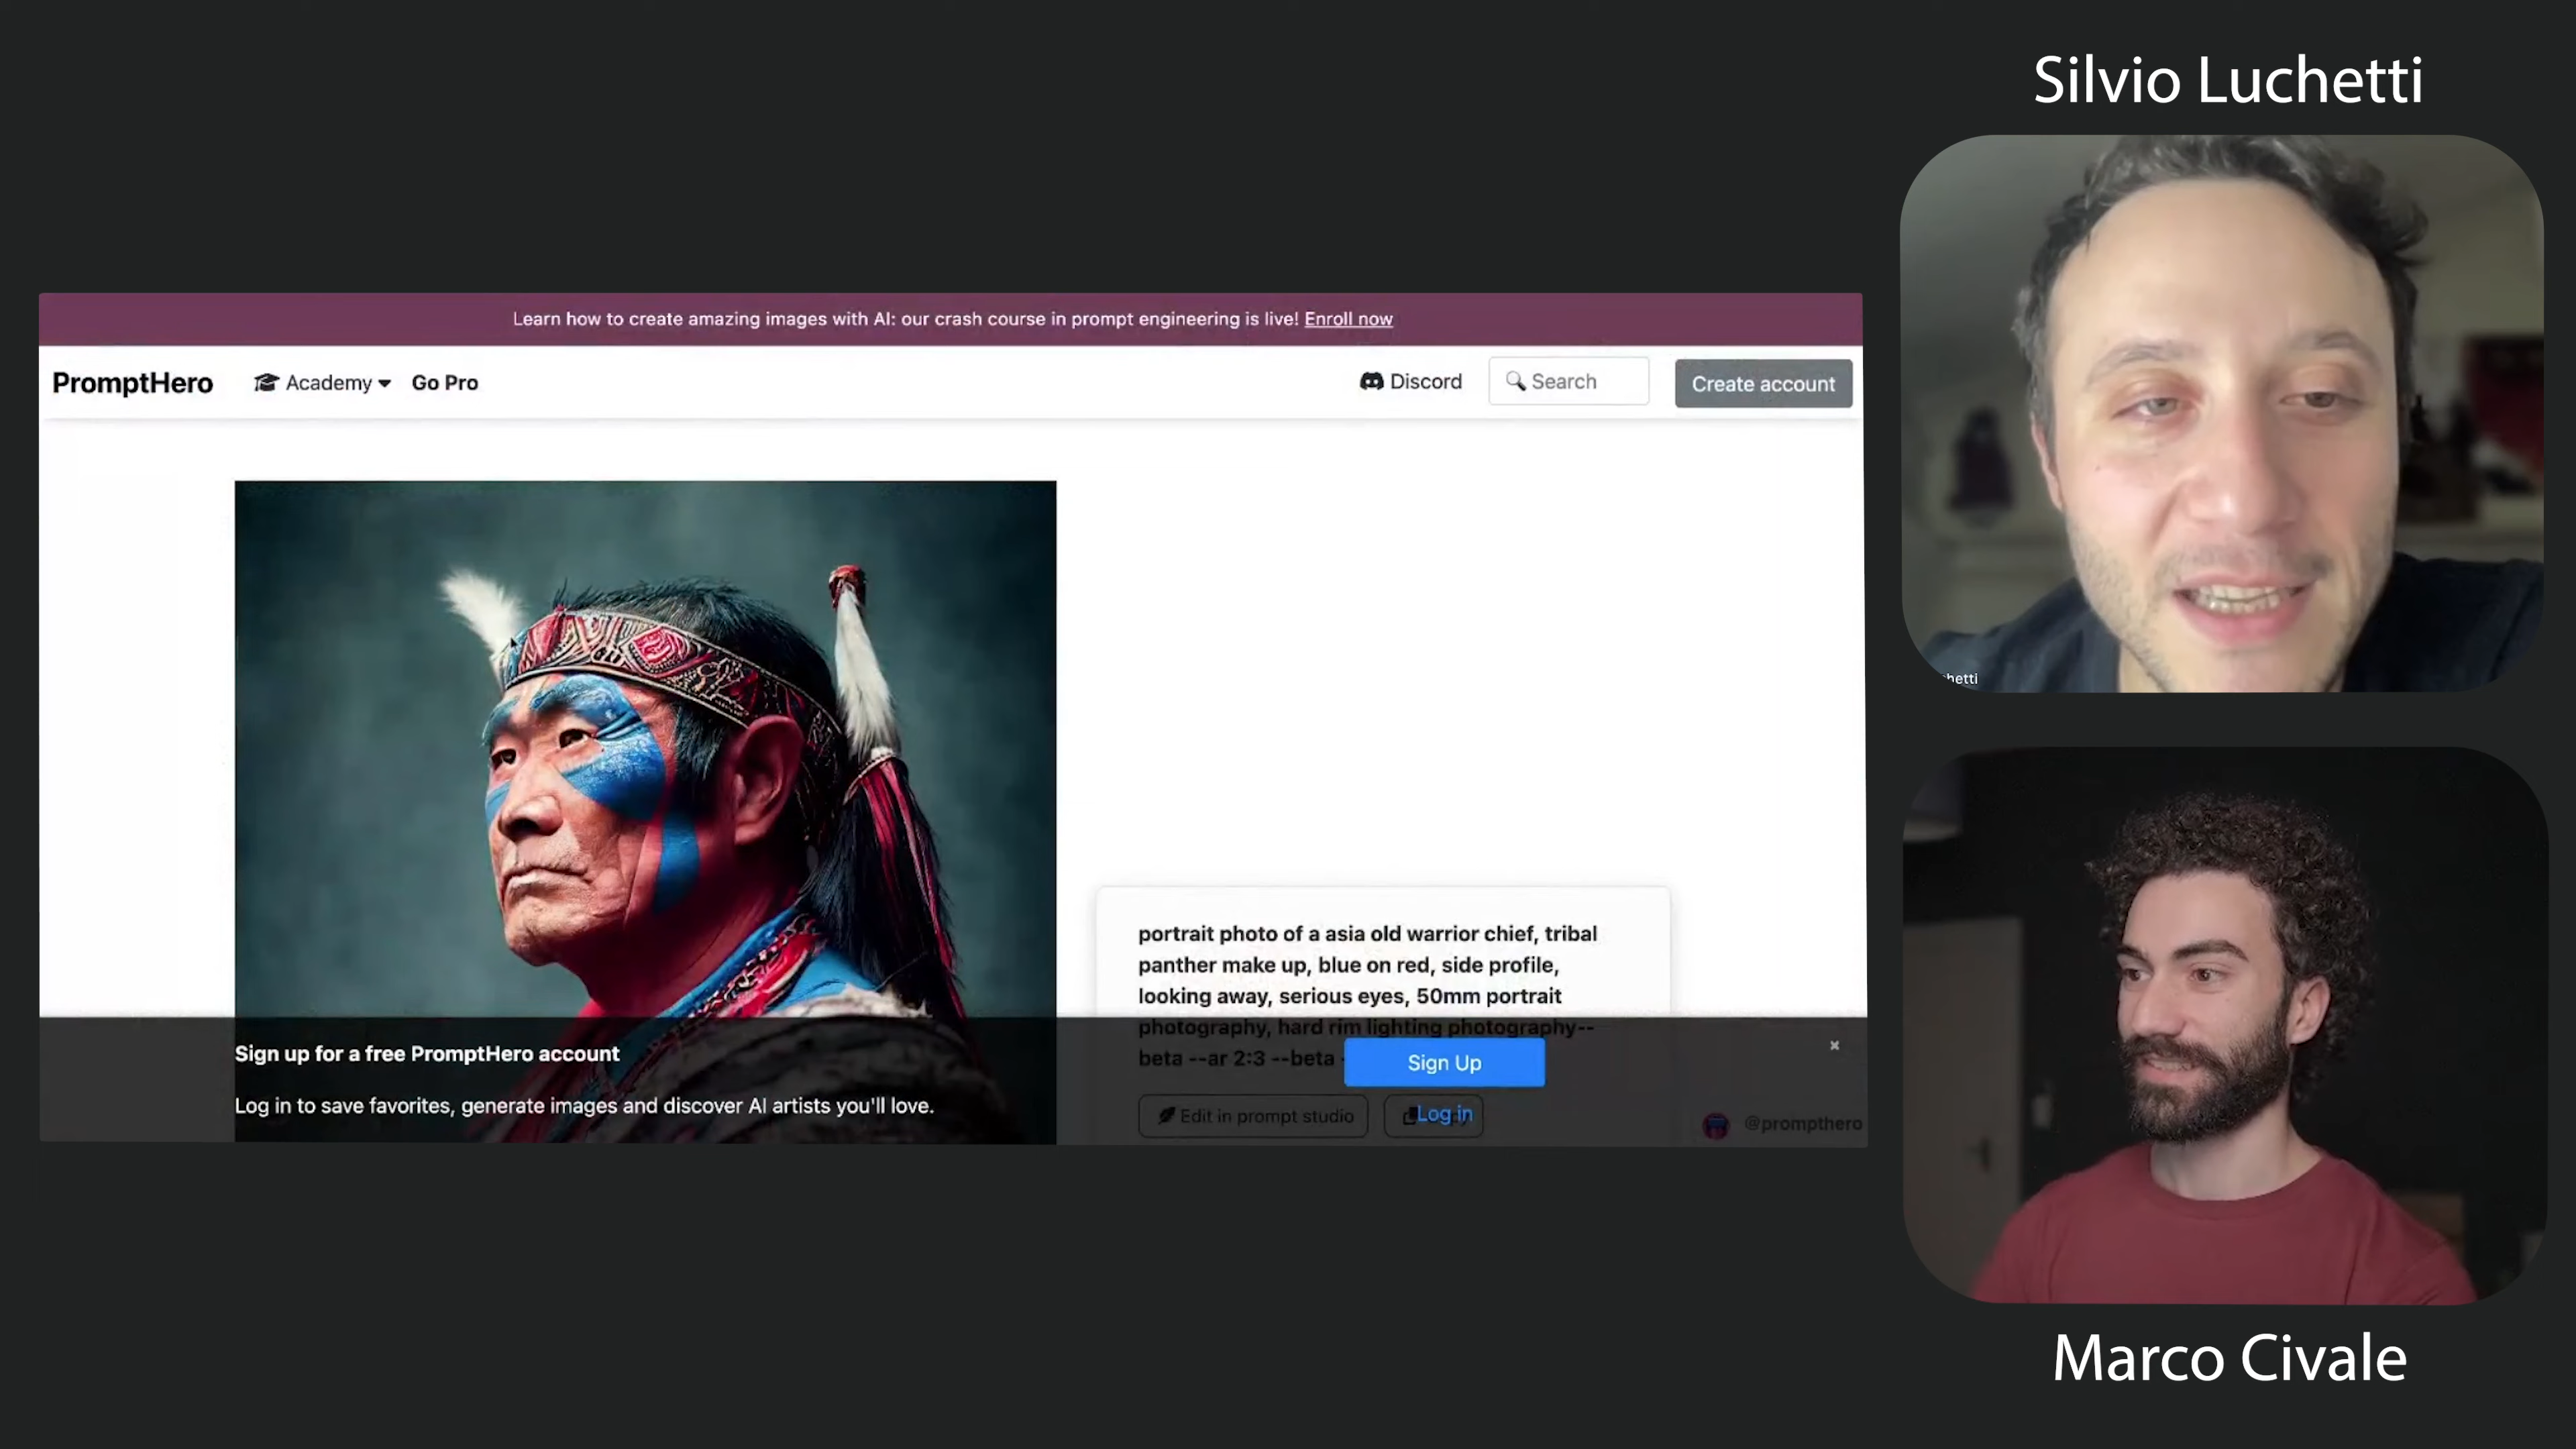 Silvio Luchetti
Learn how to create amazing images with AI: our crash course in prompt engineering is live! Enroll now
PromptHero Academy Go Pro Discord Search Create account
hetti
portrait photo of a asia old warrior chief, tribal
panther make up, blue on red, side profile,
looking away, serious eyes, 50mm portrait
photography, hard rim lighting photography--
beta --ar 2:3 --beta
Sign up for a free PromptHero account
Sign Up
Log in to save favorites, generate images and discover AI artists you'll love.
Edit in prompt studio
Log in
@prompthero
Marco Civale